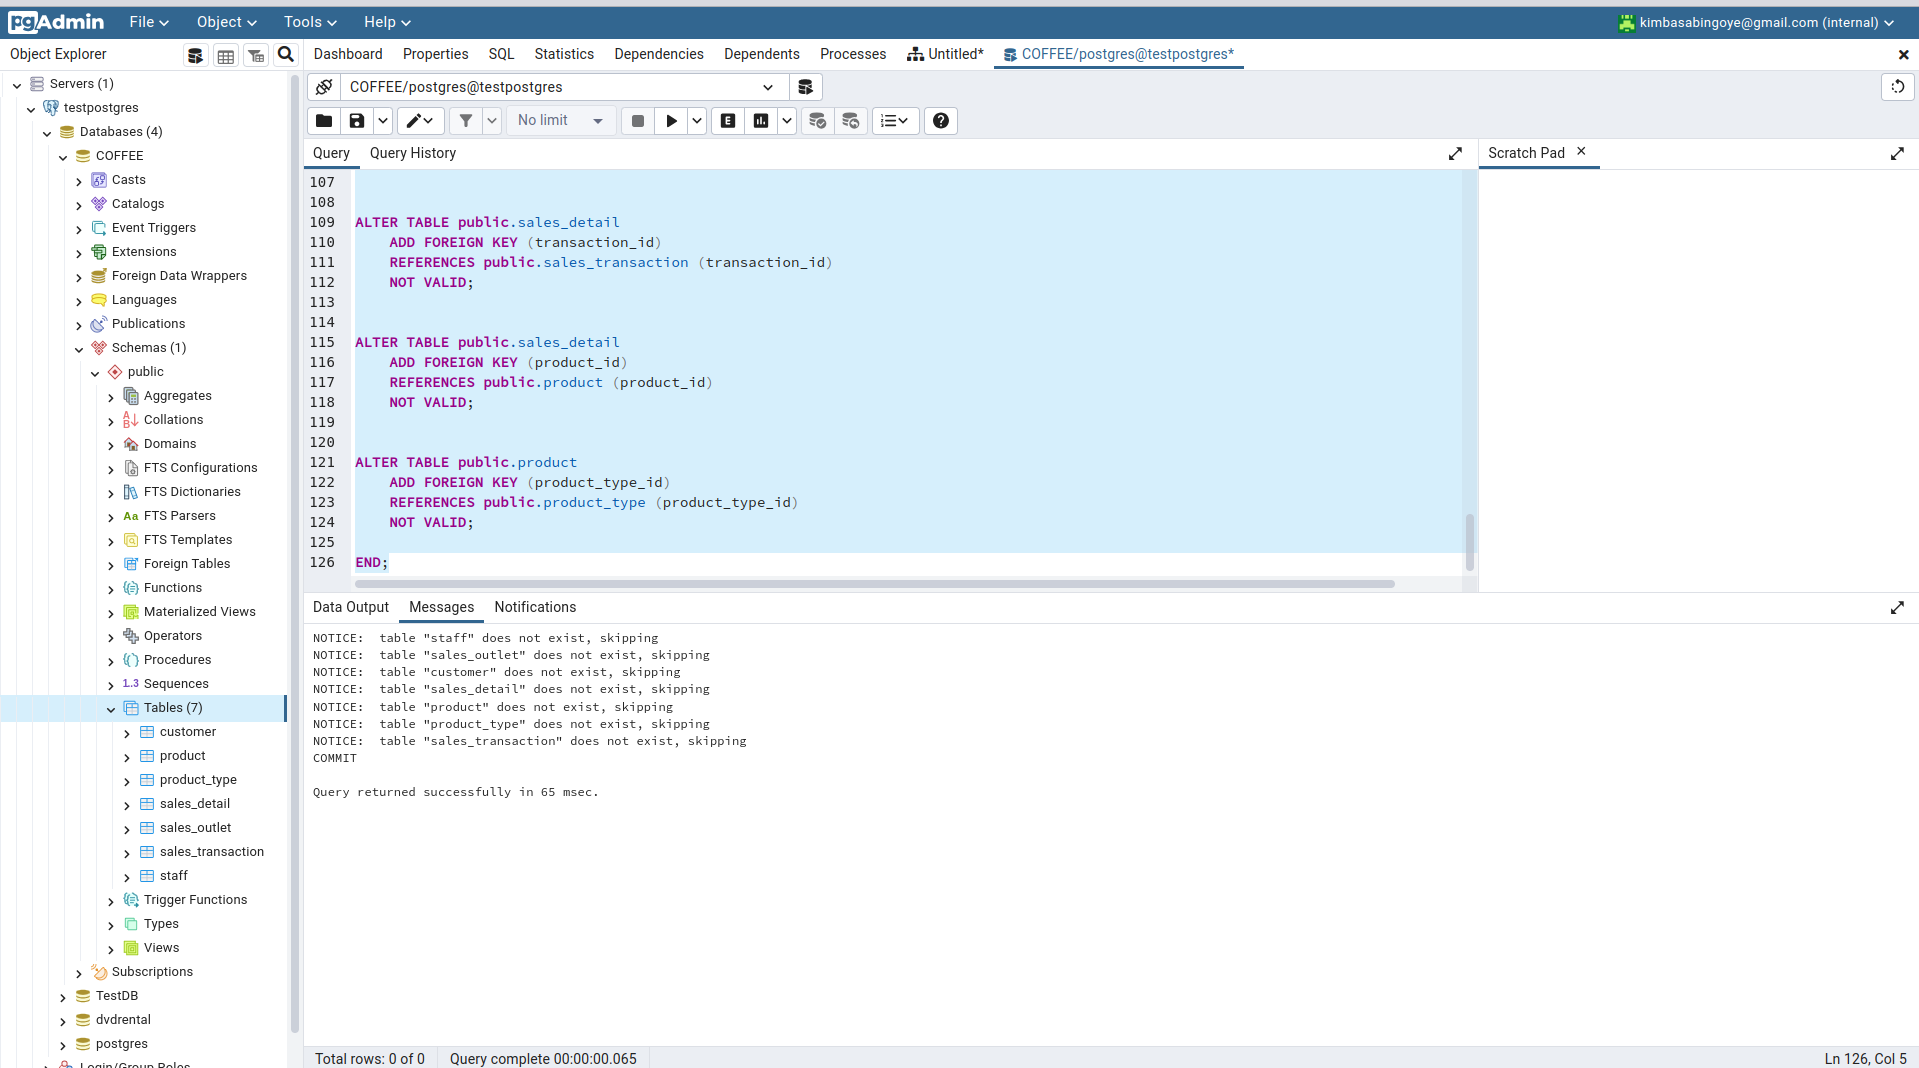 pgAdmin File Object Tools Help kimbasabingoye@gmail.com (internal)
Object Explorer
Dashboard Properties SQL Statistics Dependencies Dependents Processes Untitled* COFFEE/postgres@testpostgres*
Servers (1)
testpostgres
Databases (4)
COFFEE
Casts
Catalogs
Event Triggers
Extensions
Foreign Data Wrappers
Languages
Publications
Schemas (1)
public
Aggregates
Collations
Domains
FTS Configurations
FTS Dictionaries
Aa FTS Parsers
FTS Templates
Foreign Tables
Functions
Materialized Views
Operators
Procedures
1..3 Sequences
Tables (7)
customer
product
product_type
sales_detail
sales_outlet
sales_transaction
staff
Trigger Functions
Types
Views
Subscriptions
TestDB
dvdrental
postgres
Login/Group Roles
COFFEE/postgres@testpostgres
No limit E
Query Query History
Scratch Pad
107
108
109 ALTER TABLE public.sales_detail
110 ADD FOREIGN KEY (transaction_id)
111 REFERENCES public.sales_transaction (transaction_id)
112 NOT VALID;
113
114
115 ALTER TABLE public.sales_detail
116 ADD FOREIGN KEY (product_id)
117 REFERENCES public.product (product_id)
118 NOT VALID;
119
120
121 ALTER TABLE public.product
122 ADD FOREIGN KEY (product_type_id)
123 REFERENCES public.product_type (product_type_id)
124 NOT VALID;
125
126 END;
Data Output Messages Notifications
NOTICE: table "staff" does not exist, skipping
NOTICE: table "sales_outlet" does not exist, skipping
NOTICE: table "customer" does not exist, skipping
NOTICE: table "sales_detail" does not exist, skipping
NOTICE: table "product" does not exist, skipping
NOTICE: table "product_type" does not exist, skipping
NOTICE: table "sales_transaction" does not exist, skipping
COMMIT
Query returned successfully in 65 msec.
Total rows: 0 of 0 Query complete 00:00:00.065 Ln 126, Col 5